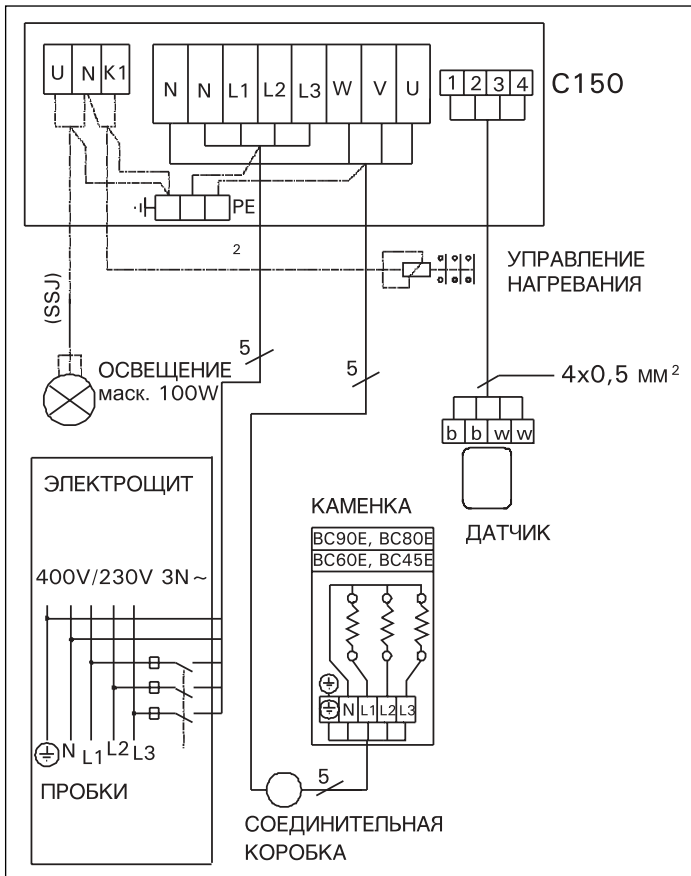 U N K1
N N L1 L2 L3 W V U
1 2 3 4
C150
PE
2
УПРАВЛЕНИЕ
НАГРЕВАНИЯ
(SSJ)
5
5
ОСВЕЩЕНИЕ
маск. 100W
4x0,5 мм²
b b w w
ДАТЧИК
ЭЛЕКТРОЩИТ
400V/230V 3N~
N L1 L2 L3
ПРОБКИ
КАМЕНКА
BC90E, BC80E
BC60E, BC45E
N L1 L2 L3
5
СОЕДИНИТЕЛЬНАЯ
КОРОБКА